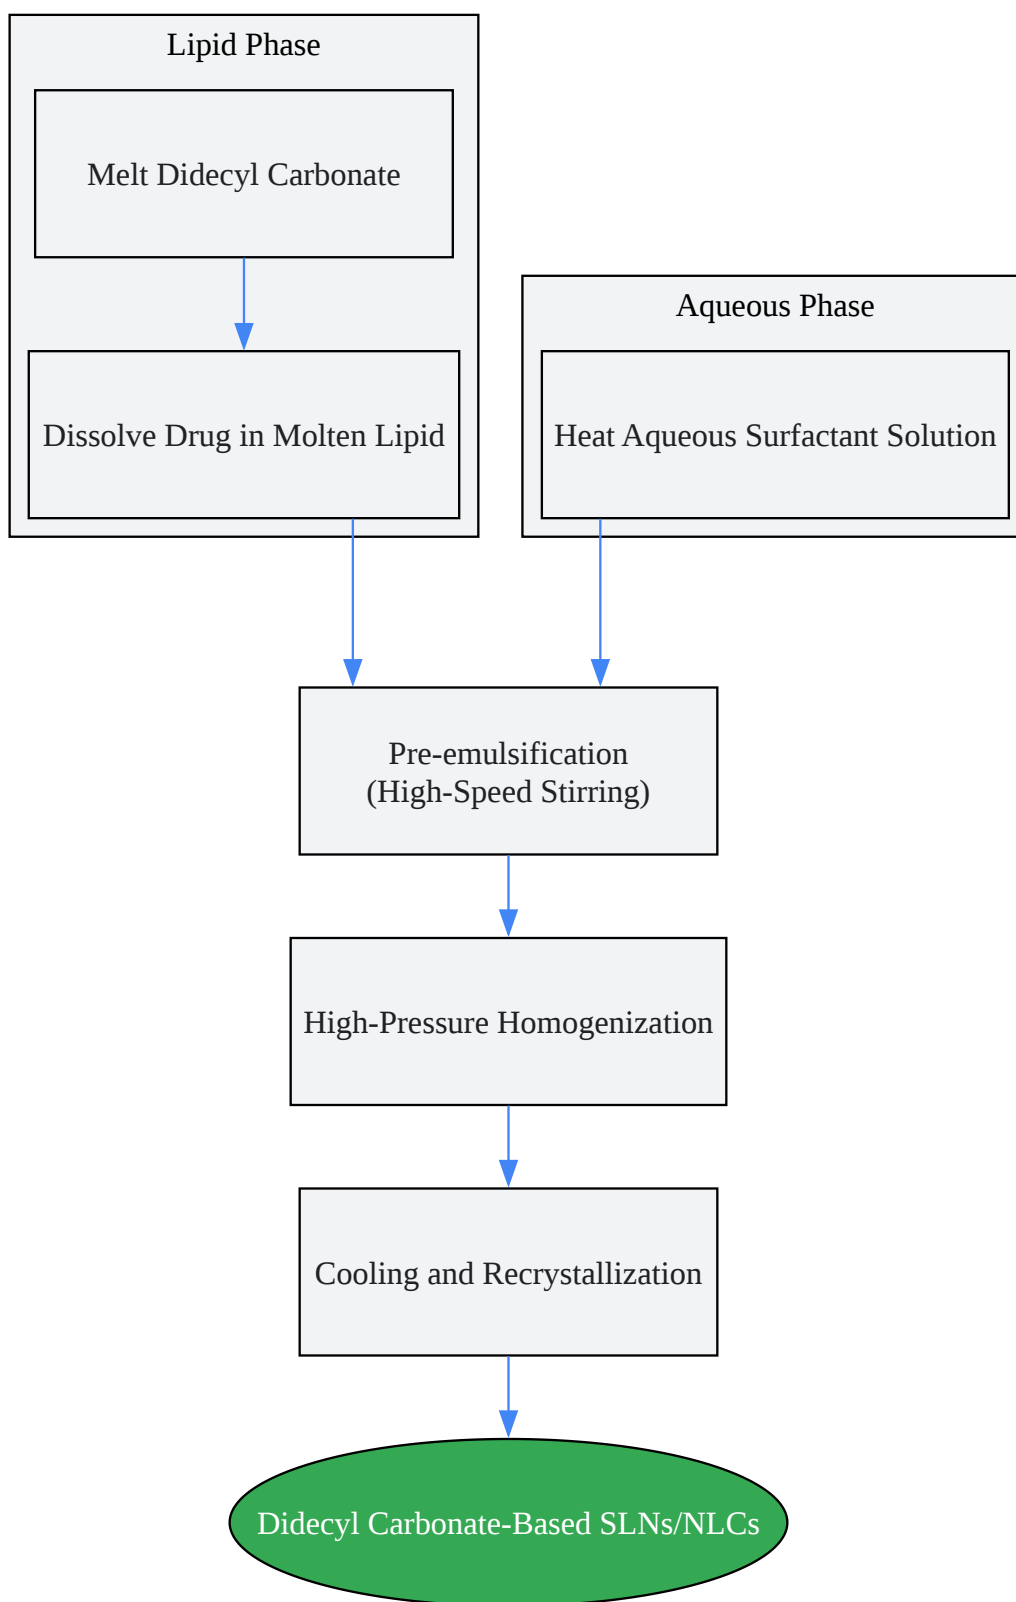 Lipid Phase
Melt Didecyl Carbonate
Dissolve Drug in Molten Lipid
Aqueous Phase
Heat Aqueous Surfactant Solution
Pre-emulsification
(High-Speed Stirring)
High-Pressure Homogenization
Cooling and Recrystallization
Didecyl Carbonate-Based SLNs/NLCs